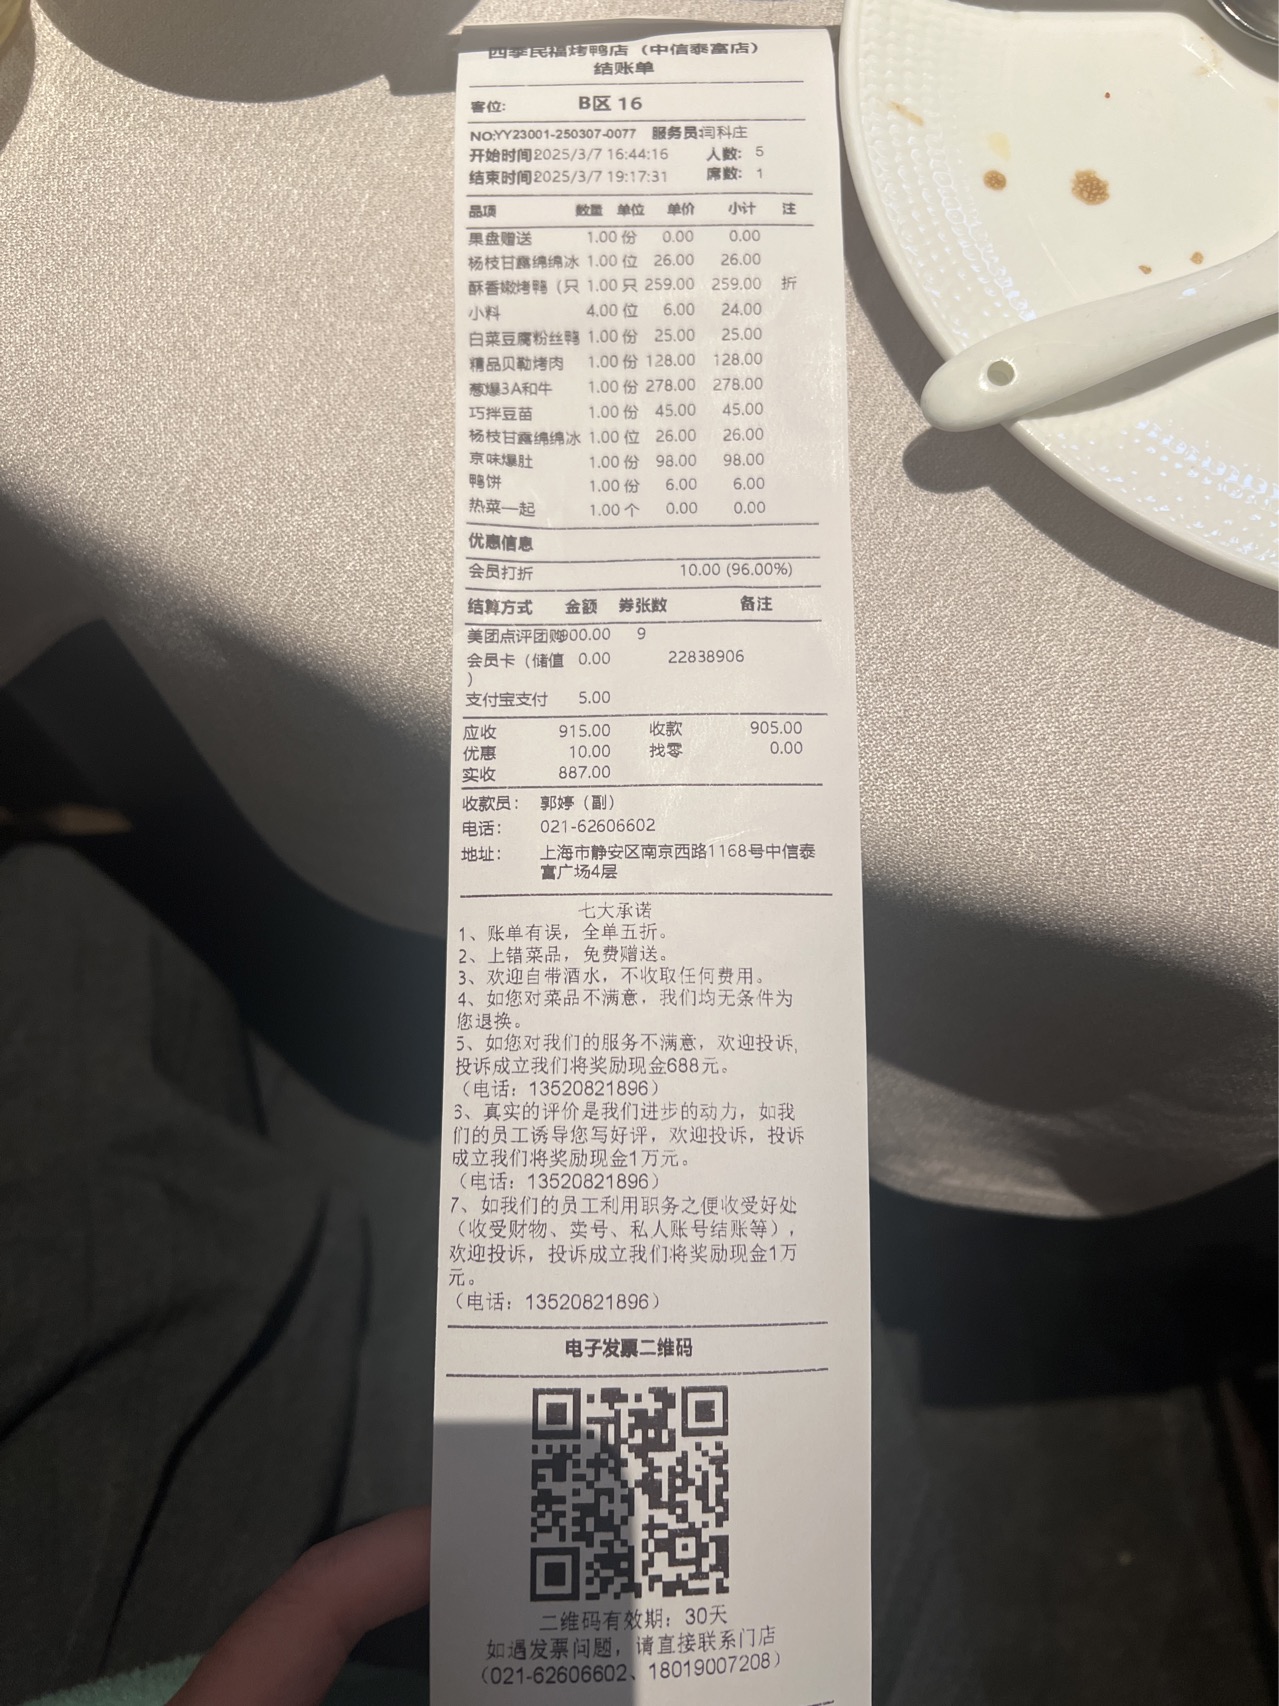 四季民福烤鸭店（中信泰富店）
结账单
客位： B区 16
NO:YY23001-250307-0077 服务员:闫科庄
开始时间2025/3/7 16:44:16 人数： 5
结束时间2025/3/7 19:17:31 席数： 1
品项 数量 单位 单价 小计 注
果盘赠送 1.00 份 0.00 0.00
杨枝甘露绵绵冰 1.00 位 26.00 26.00
酥香嫩烤鸭（只 1.00 只 259.00 259.00 折
小料 4.00 位 6.00 24.00
白菜豆腐粉丝鸭 1.00 份 25.00 25.00
精品贝勒烤肉 1.00 份 128.00 128.00
葱爆3A和牛 1.00 份 278.00 278.00
巧拌豆苗 1.00 份 45.00 45.00
杨枝甘露绵绵冰 1.00 位 26.00 26.00
京味爆肚 1.00 份 98.00 98.00
鸭饼 1.00 份 6.00 6.00
热菜一起 1.00 个 0.00 0.00
优惠信息
会员打折 10.00 (96.00%)
结算方式 金额 券张数 备注
美团点评团购900.00 9
会员卡（储值 0.00 22838906
）
支付宝支付 5.00
应收 915.00 收款 905.00
优惠 10.00 找零 0.00
实收 887.00
收款员： 郭婷（副）
电话： 021-62606602
地址： 上海市静安区南京西路1168号中信泰
富广场4层
七大承诺
1、账单有误，全单五折。
2、上错菜品，免费赠送。
3、欢迎自带酒水，不收取任何费用。
4、如您对菜品不满意，我们均无条件为
您退换。
5、如您对我们的服务不满意，欢迎投诉，
投诉成立我们将奖励现金688元。
（电话：13520821896）
6、真实的评价是我们进步的动力，如我
们的员工诱导您写好评，欢迎投诉，投诉
成立我们将奖励现金1万元。
（电话：13520821896）
7、如我们的员工利用职务之便收受好处
（收受财物、卖号、私人账号结账等），
欢迎投诉，投诉成立我们将奖励现金1万
元。
（电话：13520821896）
电子发票二维码
二维码有效期：30天
如遇发票问题，请直接联系门店
（021-62606602、18019007208）